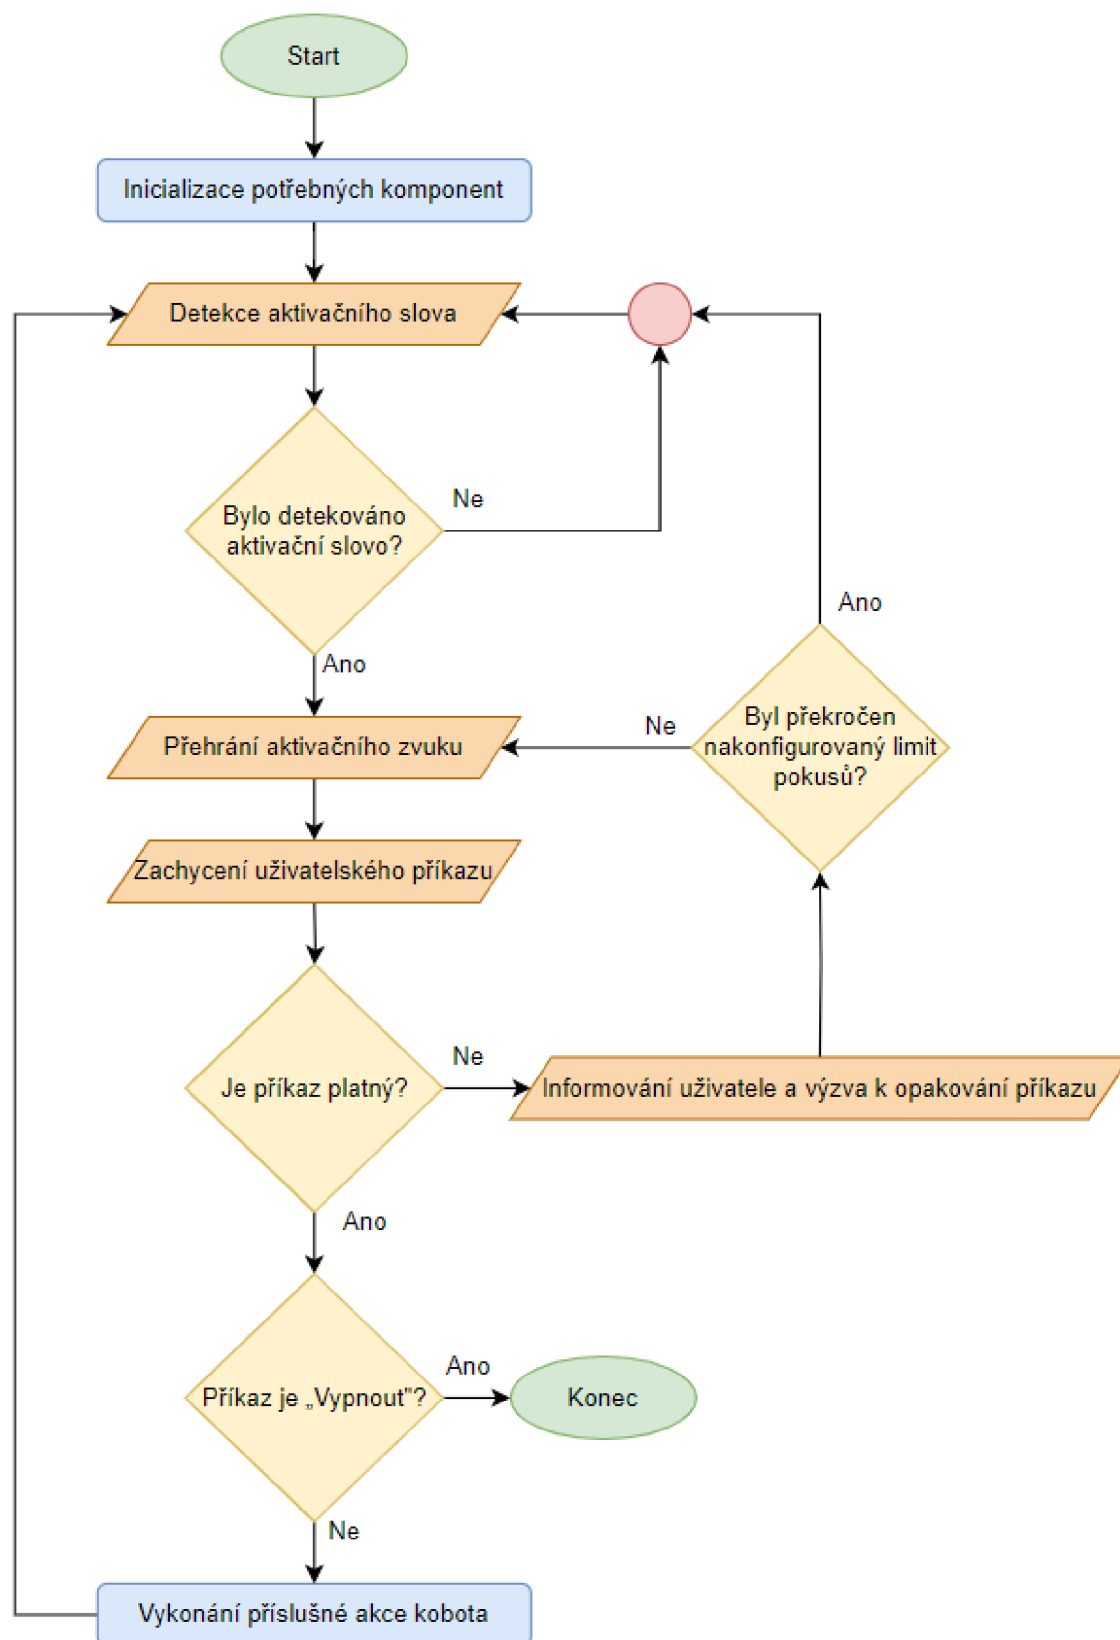 Start
Inicializace potřebných komponent
Detekce aktivačního slova
Bylo detekováno
aktivační slovo?
Ne
Ano
Přehrání aktivačního zvuku
Ne
Byl překročen
nakonfigurovaný limit
pokusů?
Ano
Zachycení uživatelského příkazu
Je příkaz platný?
Ne
Informování uživatele a výzva k opakování příkazu
Ano
Příkaz je „Vypnout"?
Ano
Konec
Ne
Vykonání příslušné akce kobota